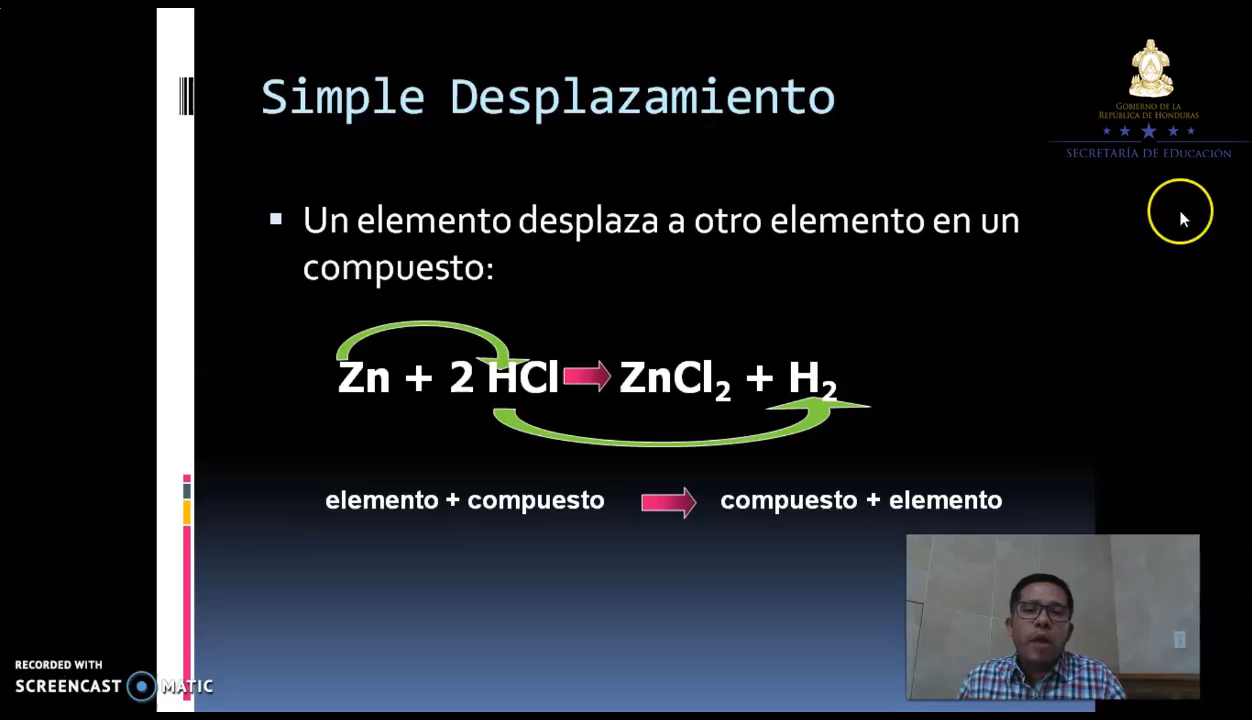 Simple Desplazamiento
GOBIERNO DE LA
REPÚBLICA DE HONDURAS
SECRETARÍA DE EDUCACIÓN
Un elemento desplaza a otro elemento en un
compuesto:
Zn + 2 HCl ZnCl₂ + H₂
elemento + compuesto compuesto + elemento
RECORDED WITH
SCREENCAST MATIC